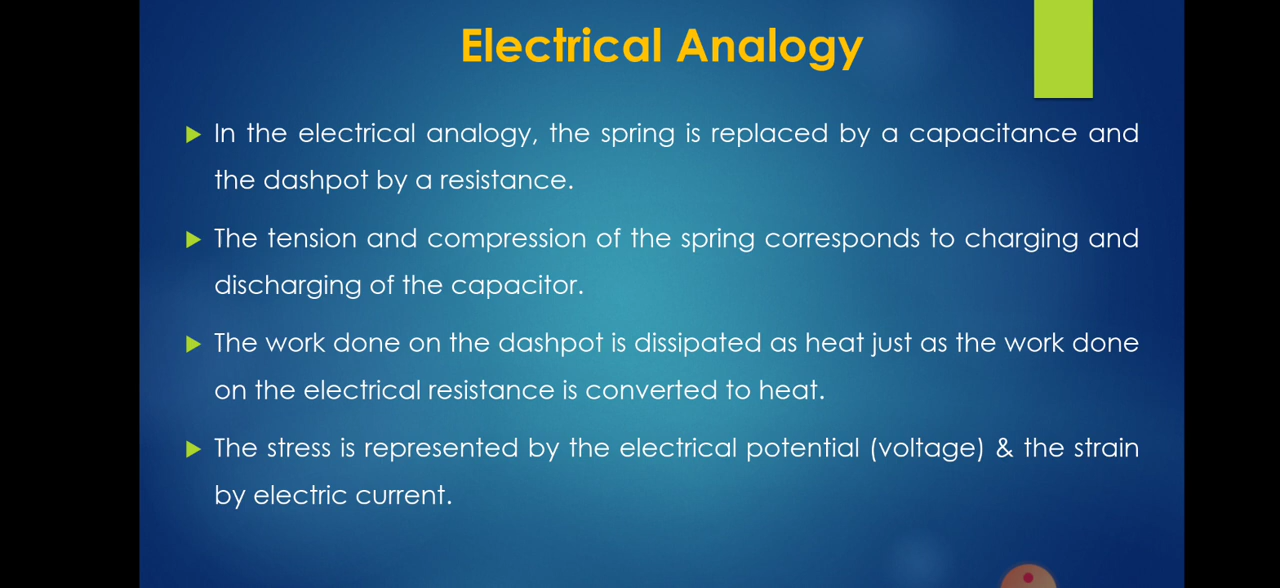 Electrical Analogy
In the electrical analogy, the spring is replaced by a capacitance and
the dashpot by a resistance.
The tension and compression of the spring corresponds to charging and
discharging of the capacitor.
The work done on the dashpot is dissipated as heat just as the work done
on the electrical resistance is converted to heat.
The stress is represented by the electrical potential (voltage) & the strain
by electric current.